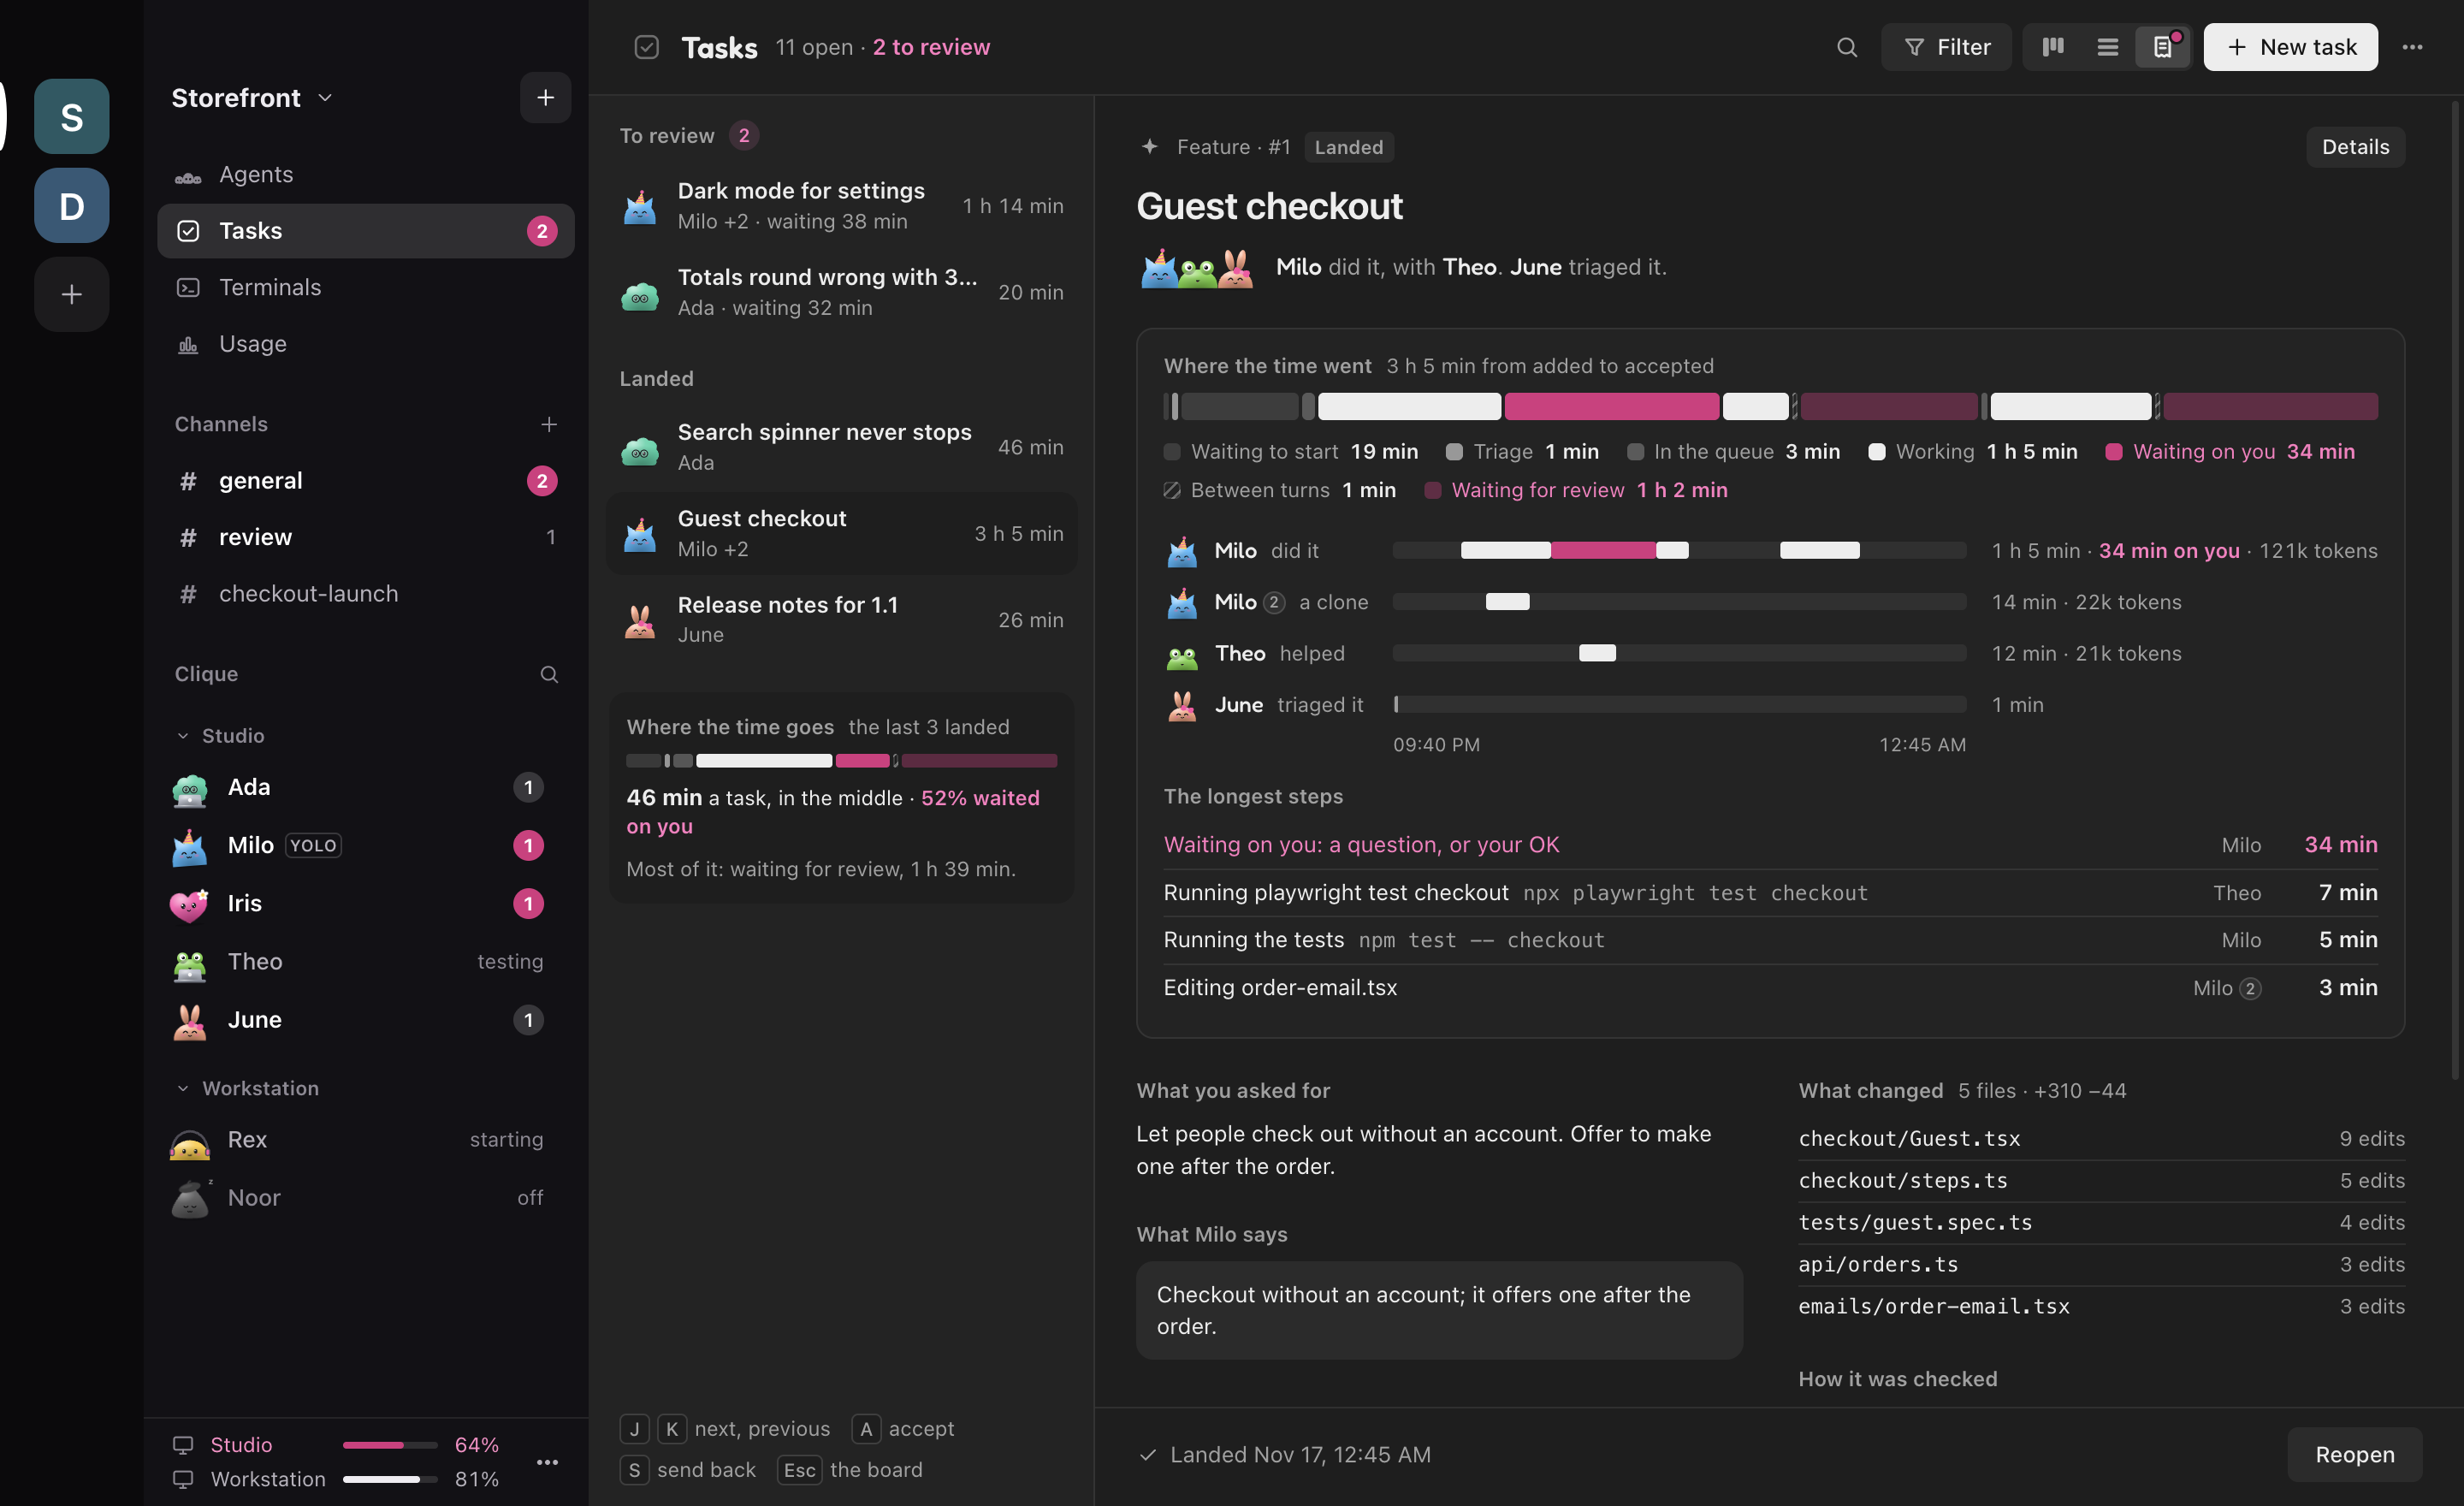 S
D
Storefront
Agents
Tasks 2
Terminals
Usage
Channels
# general 2
# review 1
# checkout-launch
Clique
Studio
Ada 1
Milo YOLO 1
Iris 1
Theo testing
June 1
Workstation
Rex starting
Noor off
Studio 64%
Workstation 81%
Tasks 11 open · 2 to review
Filter
New task
To review 2
Dark mode for settings
Milo +2 · waiting 38 min
1 h 14 min
Totals round wrong with 3...
Ada · waiting 32 min
20 min
Landed
Search spinner never stops
Ada
46 min
Guest checkout
Milo +2
3 h 5 min
Release notes for 1.1
June
26 min
Where the time goes the last 3 landed
46 min a task, in the middle · 52% waited
on you
Most of it: waiting for review, 1 h 39 min.
J K next, previous A accept
S send back Esc the board
Feature · #1 Landed
Details
Guest checkout
Milo did it, with Theo. June triaged it.
Where the time went 3 h 5 min from added to accepted
Waiting to start 19 min Triage 1 min In the queue 3 min Working 1 h 5 min Waiting on you 34 min
Between turns 1 min Waiting for review 1 h 2 min
Milo did it 1 h 5 min · 34 min on you · 121k tokens
Milo 2 a clone 14 min · 22k tokens
Theo helped 12 min · 21k tokens
June triaged it 1 min
09:40 PM 12:45 AM
The longest steps
Waiting on you: a question, or your OK Milo 34 min
Running playwright test checkout npx playwright test checkout Theo 7 min
Running the tests npm test -- checkout Milo 5 min
Editing order-email.tsx Milo 2 3 min
What you asked for
Let people check out without an account. Offer to make
one after the order.
What Milo says
Checkout without an account; it offers one after the
order.
What changed 5 files · +310 −44
checkout/Guest.tsx 9 edits
checkout/steps.ts 5 edits
tests/guest.spec.ts 4 edits
api/orders.ts 3 edits
emails/order-email.tsx 3 edits
How it was checked
Landed Nov 17, 12:45 AM
Reopen